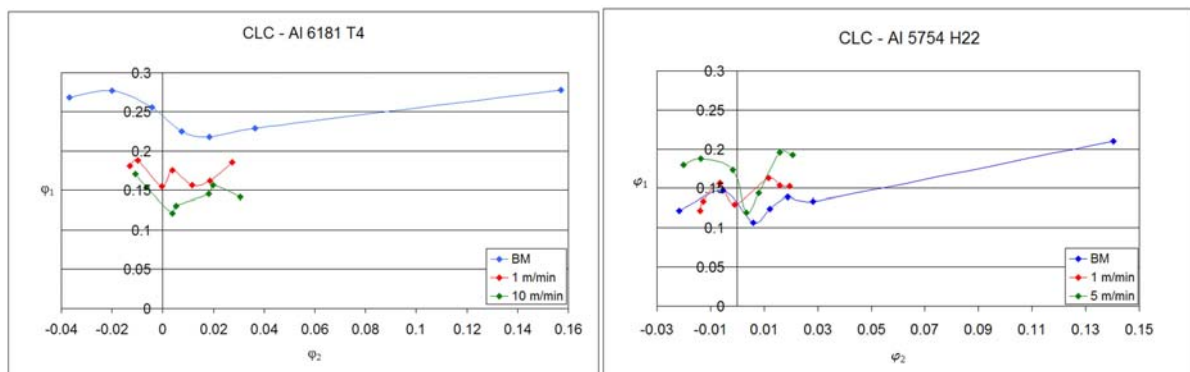 CLC - Al 6181 T4
0.3
0.25
0.2
φ₁
0.15
0.1
0.05
0
BM
1 m/min
10 m/min
-0.04 -0.02 0 0.02 0.04 0.06 0.08 0.1 0.12 0.14 0.16
φ₂
CLC - Al 5754 H22
0.3
0.25
0.2
φ₁
0.15
0.1
0.05
0
BM
1 m/min
5 m/min
-0.03 -0.01 0.01 0.03 0.05 0.07 0.09 0.11 0.13 0.15
φ₂